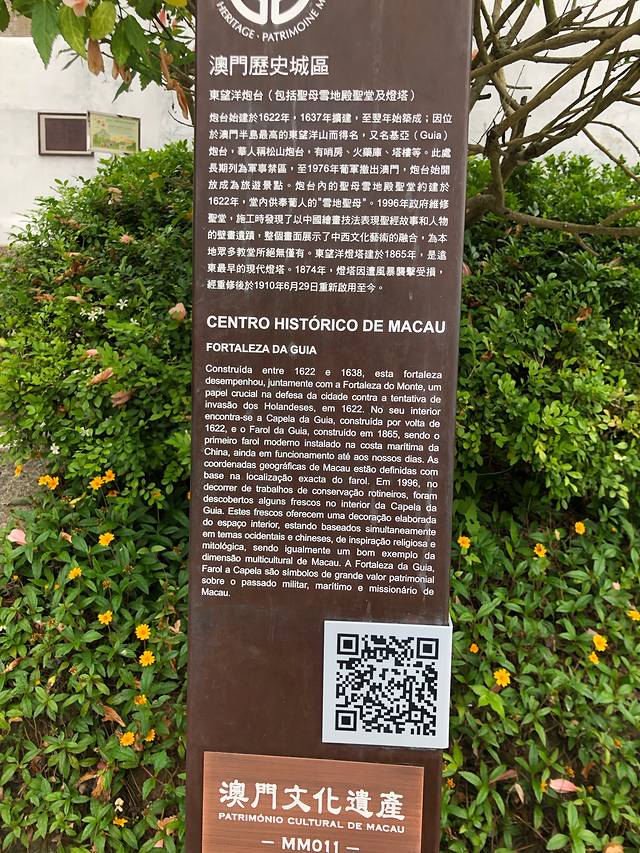 HERITAGE · PATRIMOINE M
澳門歷史城區
東望洋炮台（包括聖母雪地殿聖堂及燈塔）
炮台始建於1622年，1637年擴建，至翌年始築成；因位
於澳門半島最高的東望洋山而得名，又名基亞（Guia）
炮台，華人稱松山炮台，有哨房、火藥庫、塔樓等。此處
長期列為軍事禁區，至1976年葡軍撤出澳門，炮台始開
放成為旅遊景點。炮台內的聖母雪地殿聖堂約建於
1622年，堂內供奉葡人的"雪地聖母"。1996年政府維修
聖堂，施工時發現了以中國繪畫技法表現聖經故事和人物
的壁畫遺蹟，整個畫面展示了中西文化藝術的融合，為本
地眾多教堂所絕無僅有。東望洋燈塔建於1865年，是遠
東最早的現代燈塔。1874年，燈塔因遭風暴襲擊受損，
經重修後於1910年6月29日重新啟用至今。
CENTRO HISTÓRICO DE MACAU
FORTALEZA DA GUIA
Construída entre 1622 e 1638, esta fortaleza
desempenhou, juntamente com a Fortaleza do Monte, um
papel crucial na defesa da cidade contra a tentativa de
invasão dos Holandeses, em 1622. No seu interior
encontra-se a Capela da Guia, construída por volta de
1622, e o Farol da Guia, construído em 1865, sendo o
primeiro farol moderno instalado na costa marítima da
China, ainda em funcionamento até aos nossos dias. As
coordenadas geográficas de Macau estão definidas com
base na localização exacta do farol. Em 1996, no
decorrer de trabalhos de conservação rotineiros, foram
descobertos alguns frescos no interior da Capela da
Guia. Estes frescos oferecem uma decoração elaborada
do espaço interior, estando baseados simultaneamente
em temas ocidentais e chineses, de inspiração religiosa e
mitológica, sendo igualmente um bom exemplo da
dimensão multicultural de Macau. A Fortaleza da Guia,
Farol a Capela são símbolos de grande valor patrimonial
sobre o passado militar, marítimo e missionário de
Macau.
澳門文化遺產
PATRIMÓNIO CULTURAL DE MACAU
– MM011 –